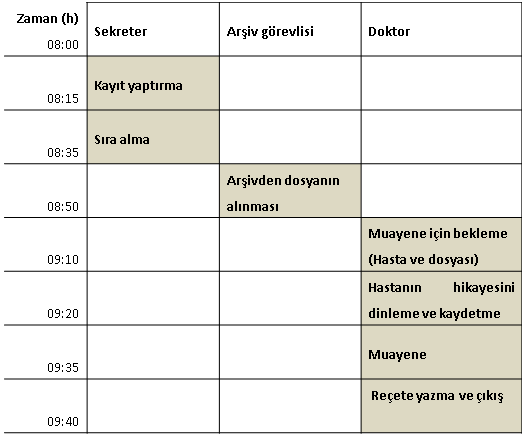 Zaman (h)
08:00
Sekreter
Arşiv görevlisi
Doktor
Kayıt yaptırma
08:15
Sıra alma
08:35
Arşivden dosyanın
alınması
08:50
Muayene için bekleme
(Hasta ve dosyası)
09:10
Hastanın hikayesini
dinleme ve kaydetme
09:20
Muayene
09:35
Reçete yazma ve çıkış
09:40